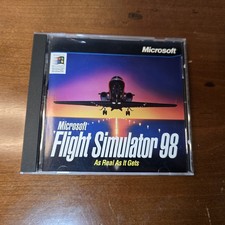 Microsoft
Microsoft
Flight Simulator 98
As Real As It Gets